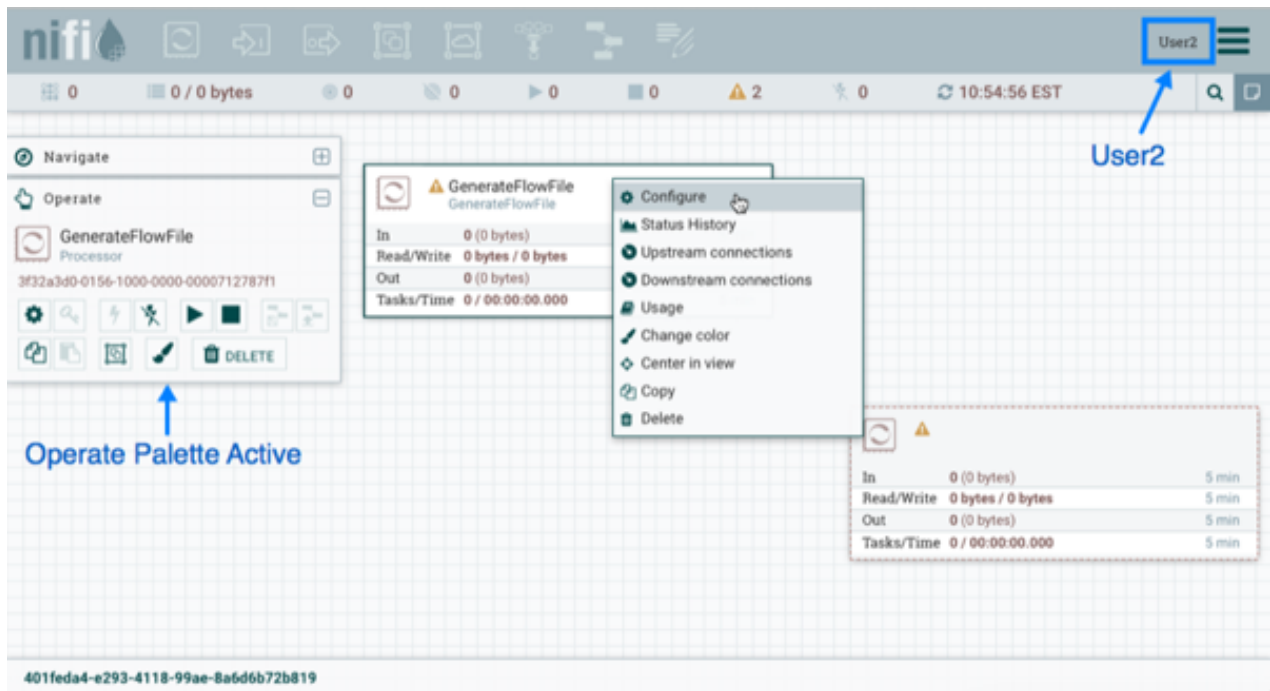 nifi
User2
0
0 / 0 bytes
0
0
0
0
2
0
10:54:56 EST
User2
Navigate
Operate
GenerateFlowFile
Processor
3f32a3d0-0156-1000-0000-0000712787f1
DELETE
Operate Palette Active
GenerateFlowFile
GenerateFlowFile
In 0 (0 bytes)
Read/Write 0 bytes / 0 bytes
Out 0 (0 bytes)
Tasks/Time 0 / 00:00:00.000
Configure
Status History
Upstream connections
Downstream connections
Usage
Change color
Center in view
Copy
Delete
In 0 (0 bytes) 5 min
Read/Write 0 bytes / 0 bytes 5 min
Out 0 (0 bytes) 5 min
Tasks/Time 0 / 00:00:00.000 5 min
401feda4-e293-4118-99ae-8a6d6b72b819